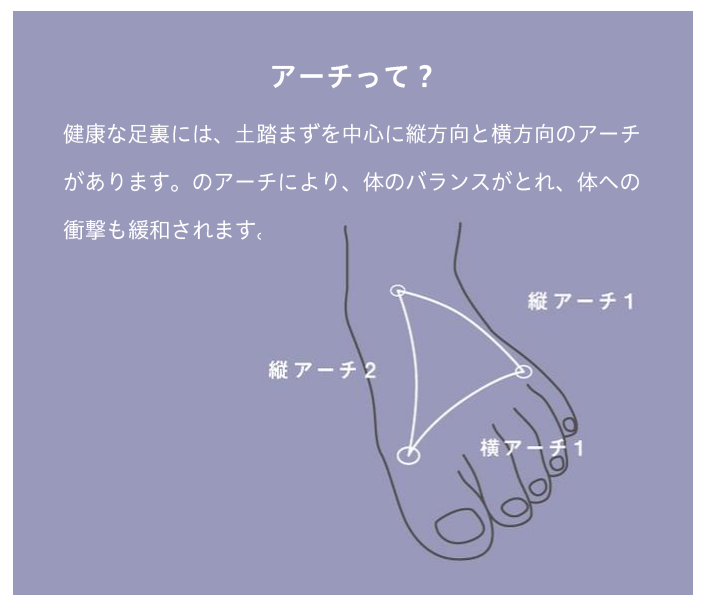 アーチって？
健康な足裏には、土踏まずを中心に縦方向と横方向のアーチ
があります。のアーチにより、体のバランスがとれ、体への
衝撃も緩和されます。
縦アーチ1
縦アーチ2
横アーチ1